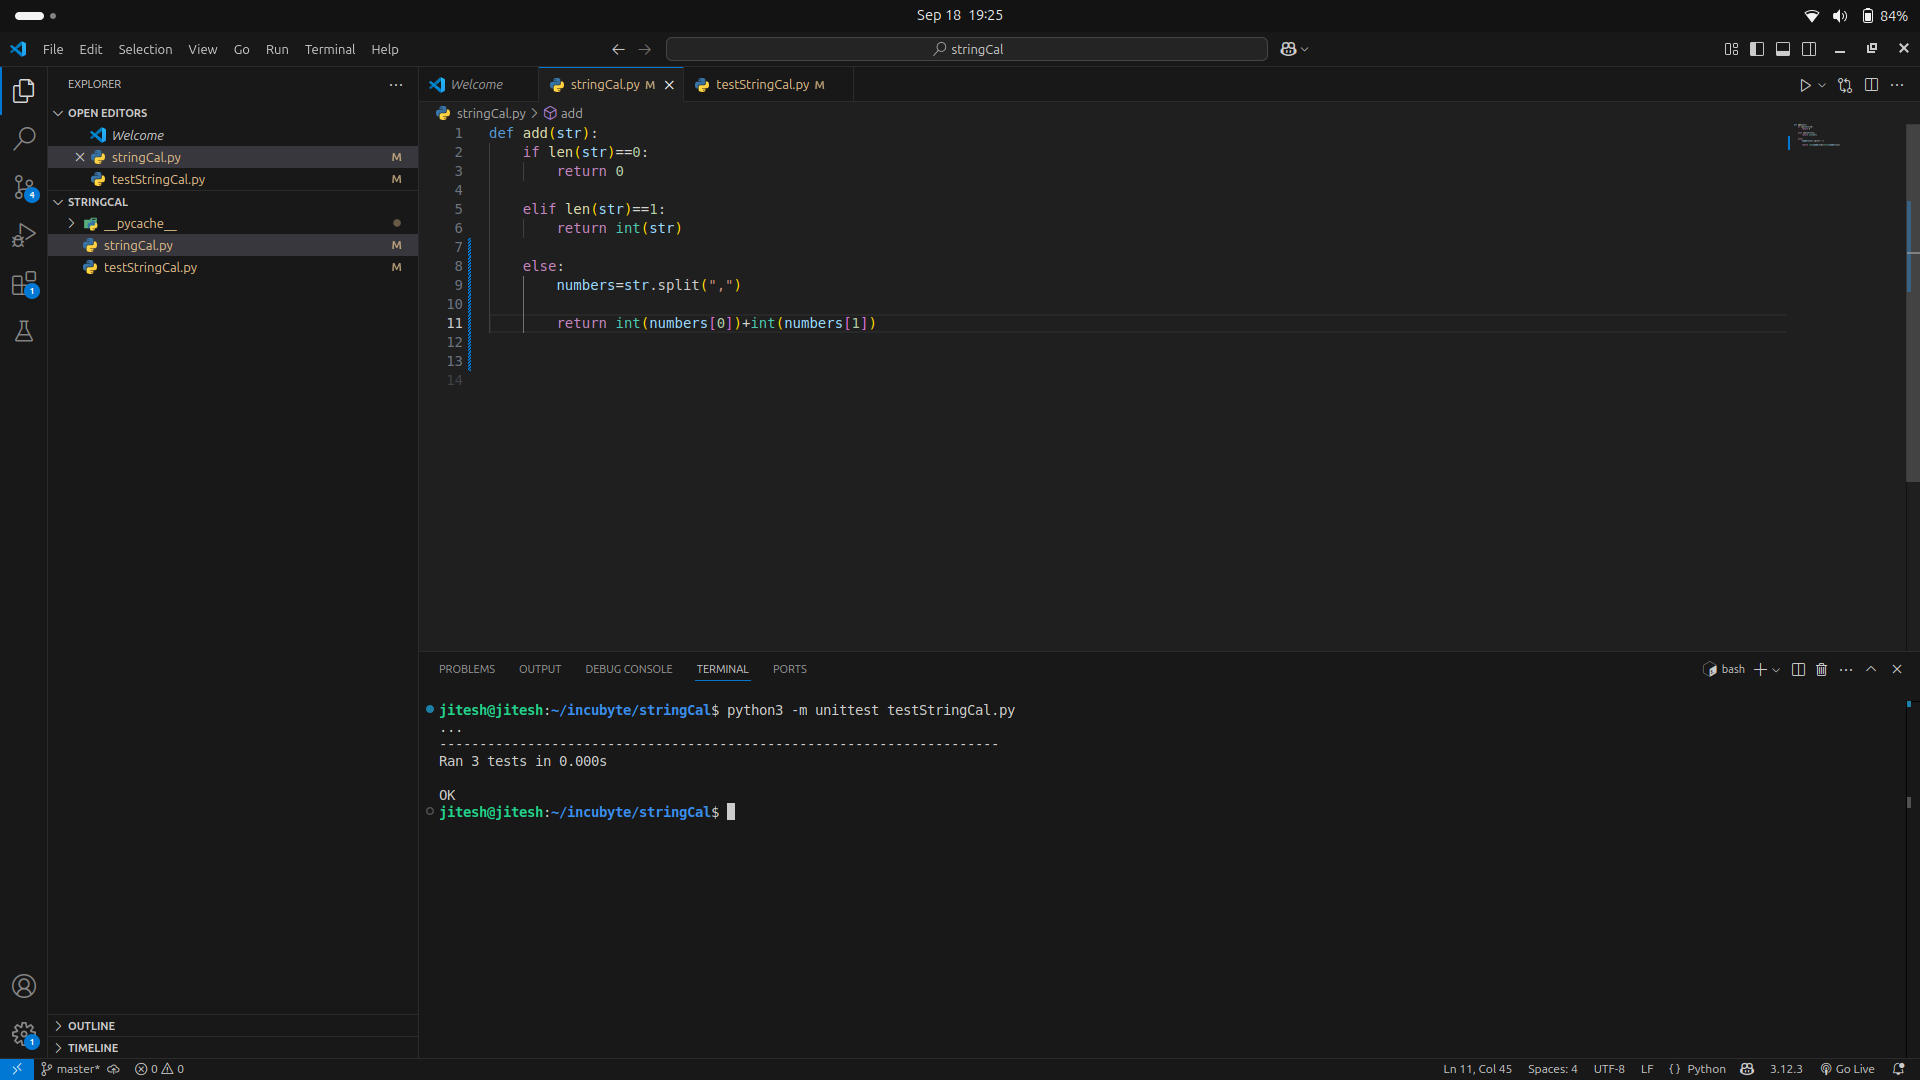 Sep 18 19:25
84%
File Edit Selection View Go Run Terminal Help
stringCal
EXPLORER
Welcome
stringCal.py M
testStringCal.py M
OPEN EDITORS
Welcome
stringCal.py M
testStringCal.py M
STRINGCAL
__pycache__
stringCal.py M
testStringCal.py M
4
1
stringCal.py > add
1 def add(str):
2 if len(str)==0:
3 return 0
4
5 elif len(str)==1:
6 return int(str)
7
8 else:
9 numbers=str.split(",")
10
11 return int(numbers[0])+int(numbers[1])
12
13
14
PROBLEMS OUTPUT DEBUG CONSOLE TERMINAL PORTS
bash
jitesh@jitesh:~/incubyte/stringCal$ python3 -m unittest testStringCal.py
...
----------------------------------------------------------------------
Ran 3 tests in 0.000s
OK
jitesh@jitesh:~/incubyte/stringCal$
OUTLINE
TIMELINE
1
master* 0 0
Ln 11, Col 45 Spaces: 4 UTF-8 LF {} Python 3.12.3 Go Live